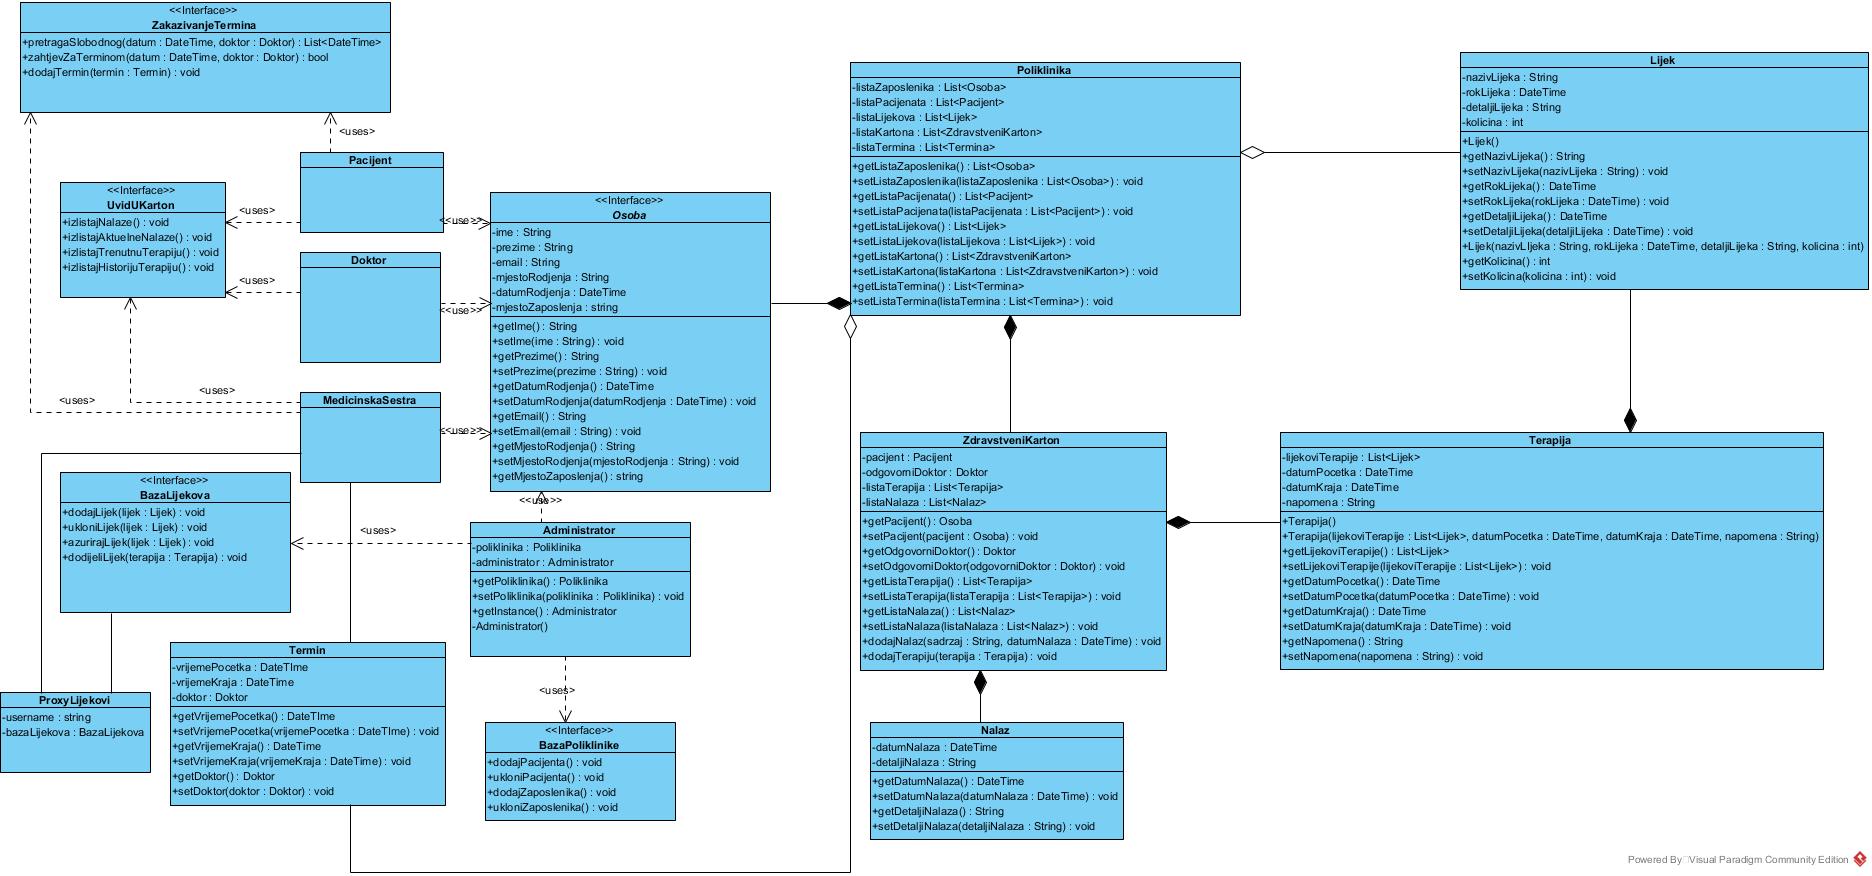 <<Interface>>
ZakazivanjeTermina
+pretragaSlobodnog(datum : DateTime, doktor : Doktor) : List<DateTime>
+zahtjevZaTerminom(datum : DateTime, doktor : Doktor) : bool
+dodajTermin(termin : Termin) : void
<uses>
Pacijent
<<Interface>>
UvidUKarton
+izlistajNalaze() : void
+izlistajAktuelneNalaze() : void
+izlistajTrenutnuTerapiju() : void
+izlistajHistorijuTerapiju() : void
<uses>
<<use>>
Doktor
<uses>
<<use>>
<uses>
<uses>
MedicinskaSestra
<<use>>
<<Interface>>
Osoba
-ime : String
-prezime : String
-email : String
-mjestoRodjenja : String
-datumRodjenja : DateTime
-mjestoZaposlenja : string
+getIme() : String
+setIme(ime : String) : void
+getPrezime() : String
+setPrezime(prezime : String) : void
+getDatumRodjenja() : DateTime
+setDatumRodjenja(datumRodjenja : DateTime) : void
+getEmail() : String
+setEmail(email : String) : void
+getMjestoRodjenja() : String
+setMjestoRodjenja(mjestoRodjenja : String) : void
+getMjestoZaposlenja() : string
<<use>>
<<Interface>>
BazaLijekova
+dodajLijek(lijek : Lijek) : void
+ukloniLijek(lijek : Lijek) : void
+azurirajLijek(lijek : Lijek) : void
+dodijeliLijek(terapija : Terapija) : void
<uses>
Administrator
-poliklinika : Poliklinika
-administrator : Administrator
+getPoliklinika() : Poliklinika
+setPoliklinika(poliklinika : Poliklinika) : void
+getInstance() : Administrator
-Administrator()
<uses>
ProxyLijekovi
-username : string
-bazaLijekova : BazaLijekova
Termin
-vrijemePocetka : DateTIme
-vrijemeKraja : DateTime
-doktor : Doktor
+getVrijemePocetka() : DateTIme
+setVrijemePocetka(vrijemePocetka : DateTIme) : void
+getVrijemeKraja() : DateTime
+setVrijemeKraja(vrijemeKraja : DateTime) : void
+getDoktor() : Doktor
+setDoktor(doktor : Doktor) : void
<<Interface>>
BazaPoliklinike
+dodajPacijenta() : void
+ukloniPacijenta() : void
+dodajZaposlenika() : void
+ukloniZaposlenika() : void
Poliklinika
-listaZaposlenika : List<Osoba>
-listaPacijenata : List<Pacijent>
-listaLijekova : List<Lijek>
-listaKartona : List<ZdravstveniKarton>
-listaTermina : List<Termina>
+getListaZaposlenika() : List<Osoba>
+setListaZaposlenika(listaZaposlenika : List<Osoba>) : void
+getListaPacijenata() : List<Pacijent>
+setListaPacijenata(listaPacijenata : List<Pacijent>) : void
+getListaLijekova() : List<Lijek>
+setListaLijekova(listaLijekova : List<Lijek>) : void
+getListaKartona() : List<ZdravstveniKarton>
+setListaKartona(listaKartona : List<ZdravstveniKarton>) : void
+getListaTermina() : List<Termina>
+setListaTermina(listaTermina : List<Termina>) : void
Lijek
-nazivLijeka : String
-rokLijeka : DateTime
-detaljiLijeka : String
-kolicina : int
+Lijek()
+getNazivLijeka() : String
+setNazivLijeka(nazivLijeka : String) : void
+getRokLijeka() : DateTime
+setRokLijeka(rokLijeka : DateTime) : void
+getDetaljiLijeka() : DateTime
+setDetaljiLijeka(detaljiLijeka : DateTime) : void
+Lijek(nazivLIjeka : String, rokLijeka : DateTime, detaljiLijeka : String, kolicina : int)
+getKolicina() : int
+setKolicina(kolicina : int) : void
ZdravstveniKarton
-pacijent : Pacijent
-odgovorniDoktor : Doktor
-listaTerapija : List<Terapija>
-listaNalaza : List<Nalaz>
+getPacijent() : Osoba
+setPacijent(pacijent : Osoba) : void
+getOdgovorniDoktor() : Doktor
+setOdgovorniDoktor(odgovorniDoktor : Doktor) : void
+getListaTerapija() : List<Terapija>
+setListaTerapija(listaTerapija : List<Terapija>) : void
+getListaNalaza() : List<Nalaz>
+setListaNalaza(listaNalaza : List<Nalaz>) : void
+dodajNalaz(sadrzaj : String, datumNalaza : DateTime) : void
+dodajTerapiju(terapija : Terapija) : void
Terapija
-lijekoviTerapije : List<Lijek>
-datumPocetka : DateTime
-datumKraja : DateTime
-napomena : String
+Terapija()
+Terapija(lijekoviTerapije : List<Lijek>, datumPocetka : DateTime, datumKraja : DateTime, napomena : String)
+getLijekoviTerapije() : List<Lijek>
+setLijekoviTerapije(lijekoviTerapije : List<Lijek>) : void
+getDatumPocetka() : DateTime
+setDatumPocetka(datumPocetka : DateTime) : void
+getDatumKraja() : DateTime
+setDatumKraja(datumKraja : DateTime) : void
+getNapomena() : String
+setNapomena(napomena : String) : void
Nalaz
-datumNalaza : DateTime
-detaljiNalaza : String
+getDatumNalaza() : DateTime
+setDatumNalaza(datumNalaza : DateTime) : void
+getDetaljiNalaza() : String
+setDetaljiNalaza(detaljiNalaza : String) : void
Powered By Visual Paradigm Community Edition